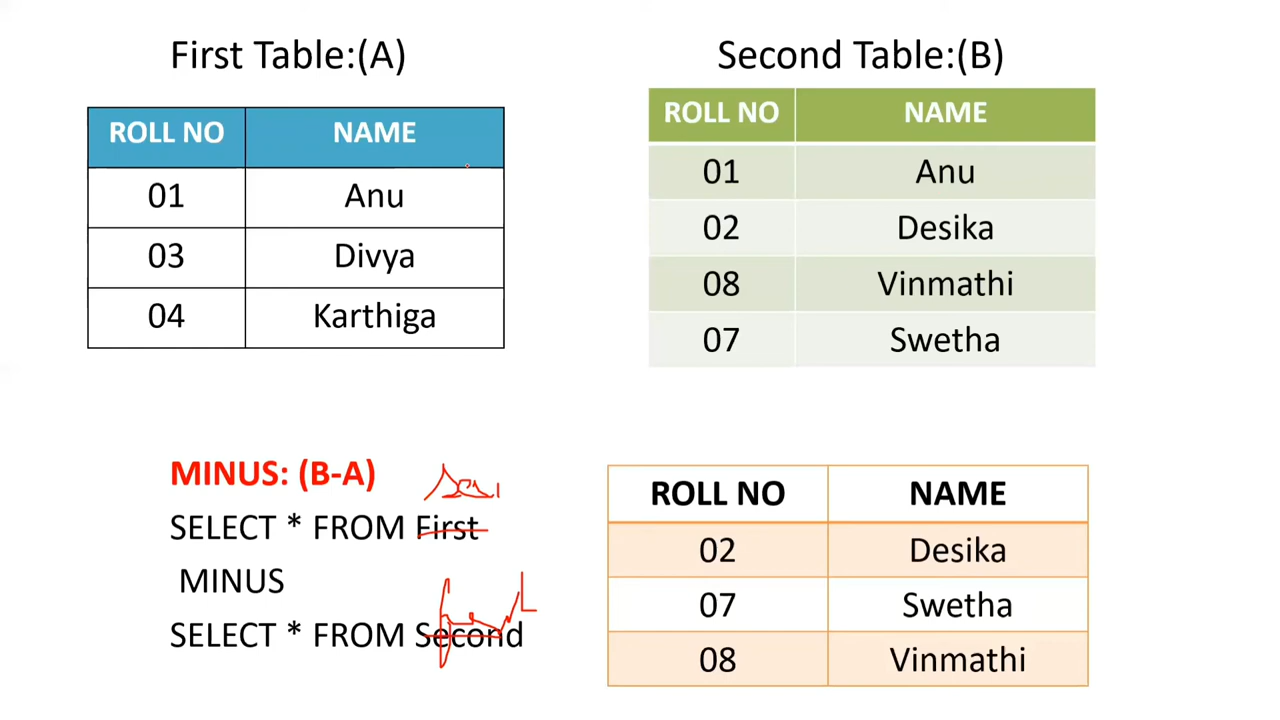 First Table:(A)
ROLL NO NAME
01 Anu
03 Divya
04 Karthiga
Second Table:(B)
ROLL NO NAME
01 Anu
02 Desika
08 Vinmathi
07 Swetha
MINUS: (B-A)
SELECT * FROM First
MINUS
SELECT * FROM Second
ROLL NO NAME
02 Desika
07 Swetha
08 Vinmathi